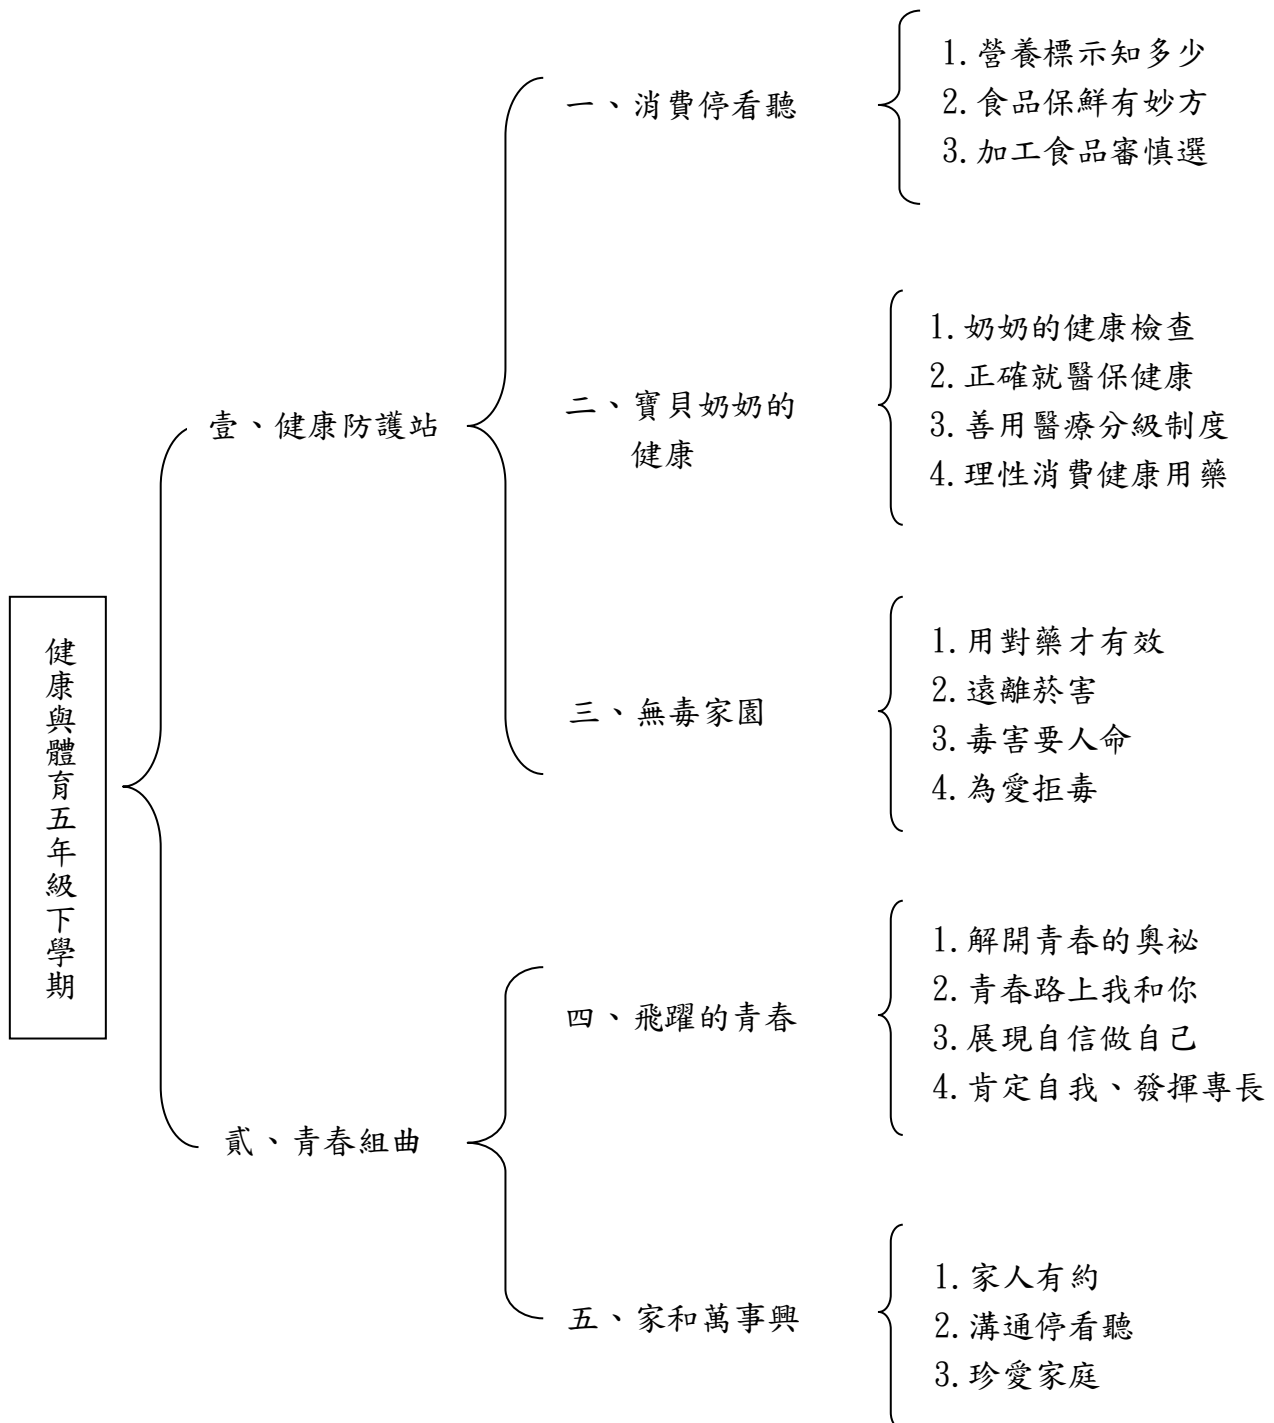 健康與體育五年級下學期
壹、健康防護站
一、消費停看聽
1.營養標示知多少
2.食品保鮮有妙方
3.加工食品審慎選
二、寶貝奶奶的
健康
1.奶奶的健康檢查
2.正確就醫保健康
3.善用醫療分級制度
4.理性消費健康用藥
三、無毒家園
1.用對藥才有效
2.遠離菸害
3.毒害要人命
4.為愛拒毒
貳、青春組曲
四、飛躍的青春
1.解開青春的奧祕
2.青春路上我和你
3.展現自信做自己
4.肯定自我、發揮專長
五、家和萬事興
1.家人有約
2.溝通停看聽
3.珍愛家庭